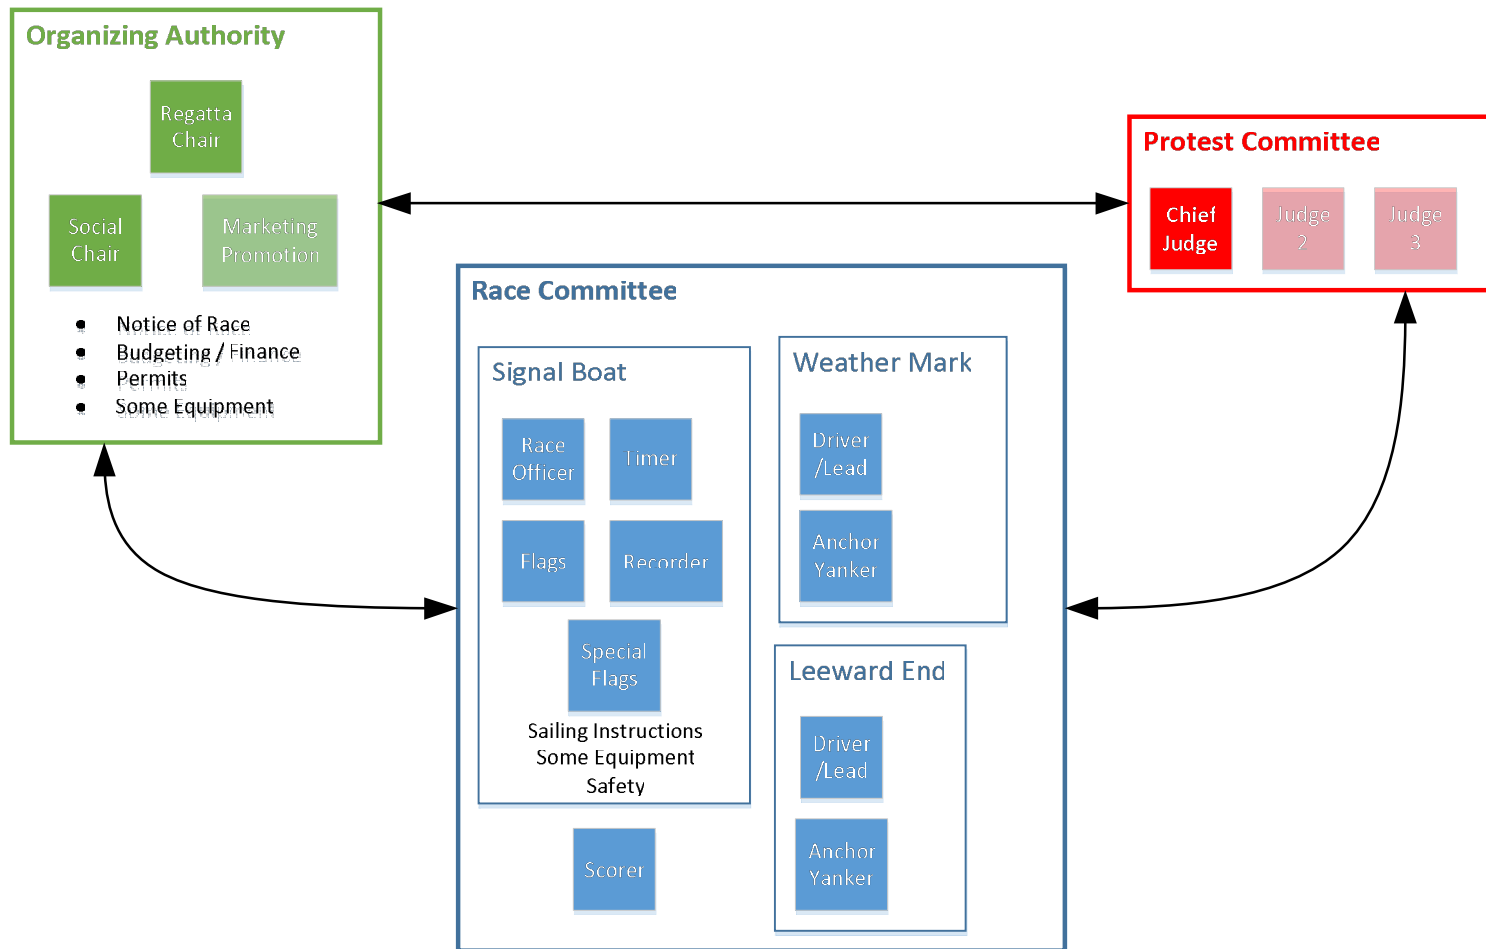 Organizing Authority
Regatta
Chair
Social
Chair
Marketing
Promotion
• Notice of Race
• Budgeting / Finance
• Permits
• Some Equipment
Protest Committee
Chief
Judge
Judge
2
Judge
3
Race Committee
Signal Boat
Race
Officer
Timer
Flags
Recorder
Special
Flags
Sailing Instructions
Some Equipment
Safety
Scorer
Weather Mark
Driver
/Lead
Anchor
Yanker
Leeward End
Driver
/Lead
Anchor
Yanker